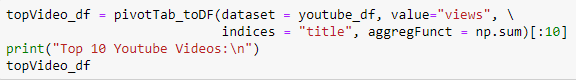 topVideo_df = pivotTab_toDF(dataset = youtube_df, value="views", \
indices = "title", aggregFunct = np.sum)[:10]
print("Top 10 Youtube Videos:\n")
topVideo_df